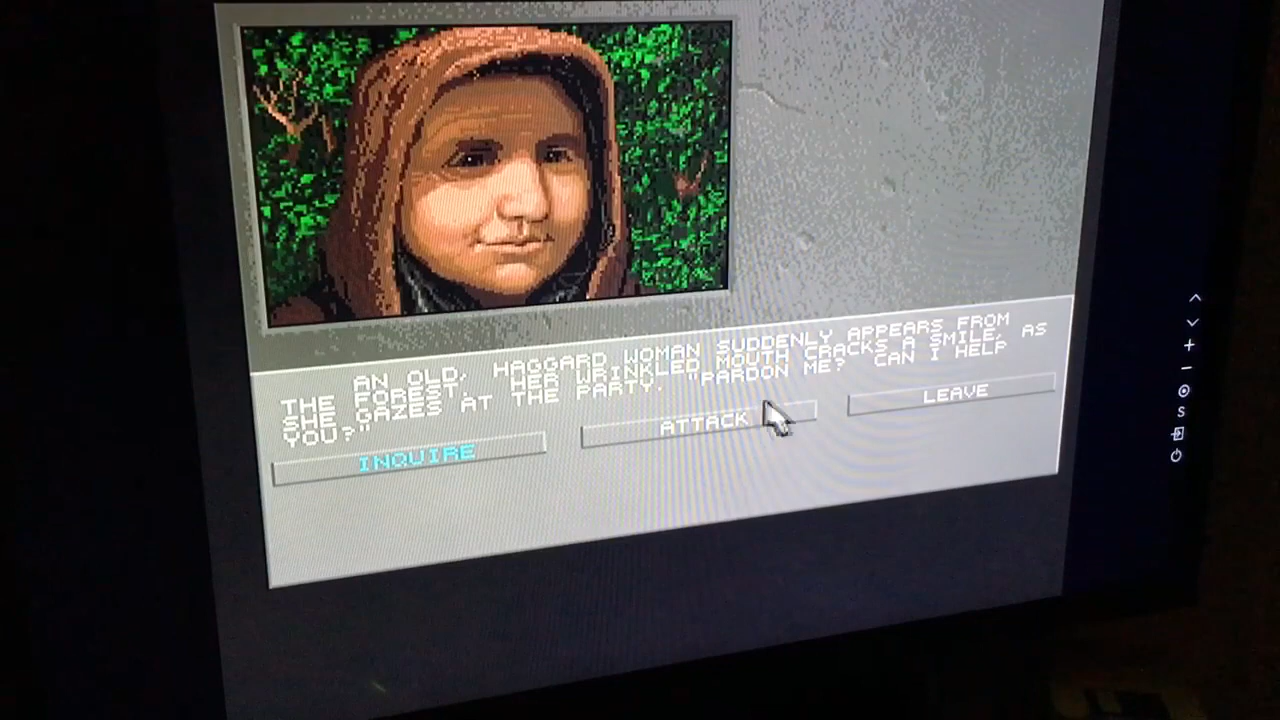 AN OLD, HAGGARD WOMAN SUDDENLY APPEARS FROM
THE FOREST. HER WRINKLED MOUTH CRACKS A SMILE, AS
SHE GAZES AT THE PARTY. "PARDON ME? CAN I HELP
YOU?"
INQUIRE ATTACK LEAVE
S